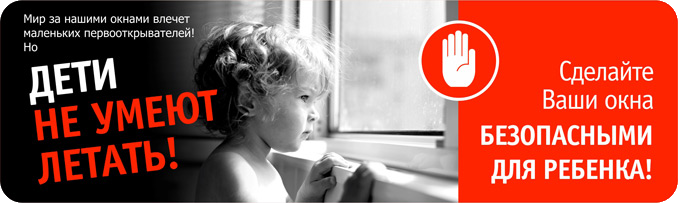 Мир за нашими окнами влечет
маленьких первооткрывателей!
Но
ДЕТИ
НЕ УМЕЮТ
ЛЕТАТЬ!
Сделайте
Ваши окна
БЕЗОПАСНЫМИ
ДЛЯ РЕБЕНКА!